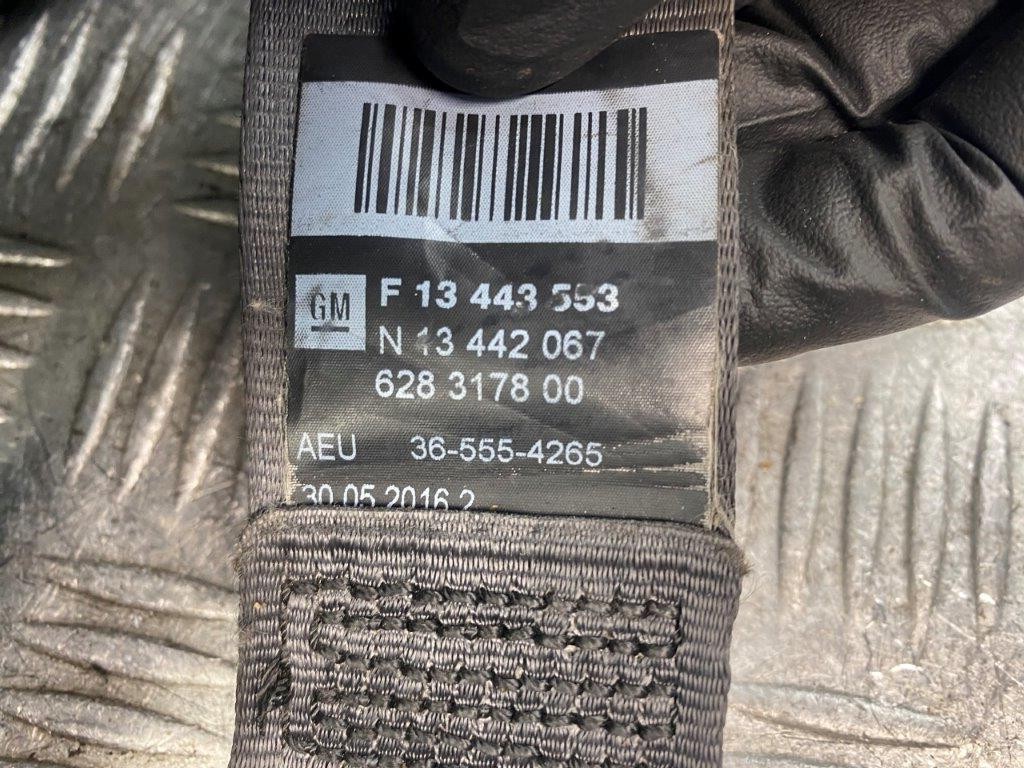 GM
F 13 443 553
N 13 442 067
628 3178 00
AEU 36-555-4265
30.05.2016 2